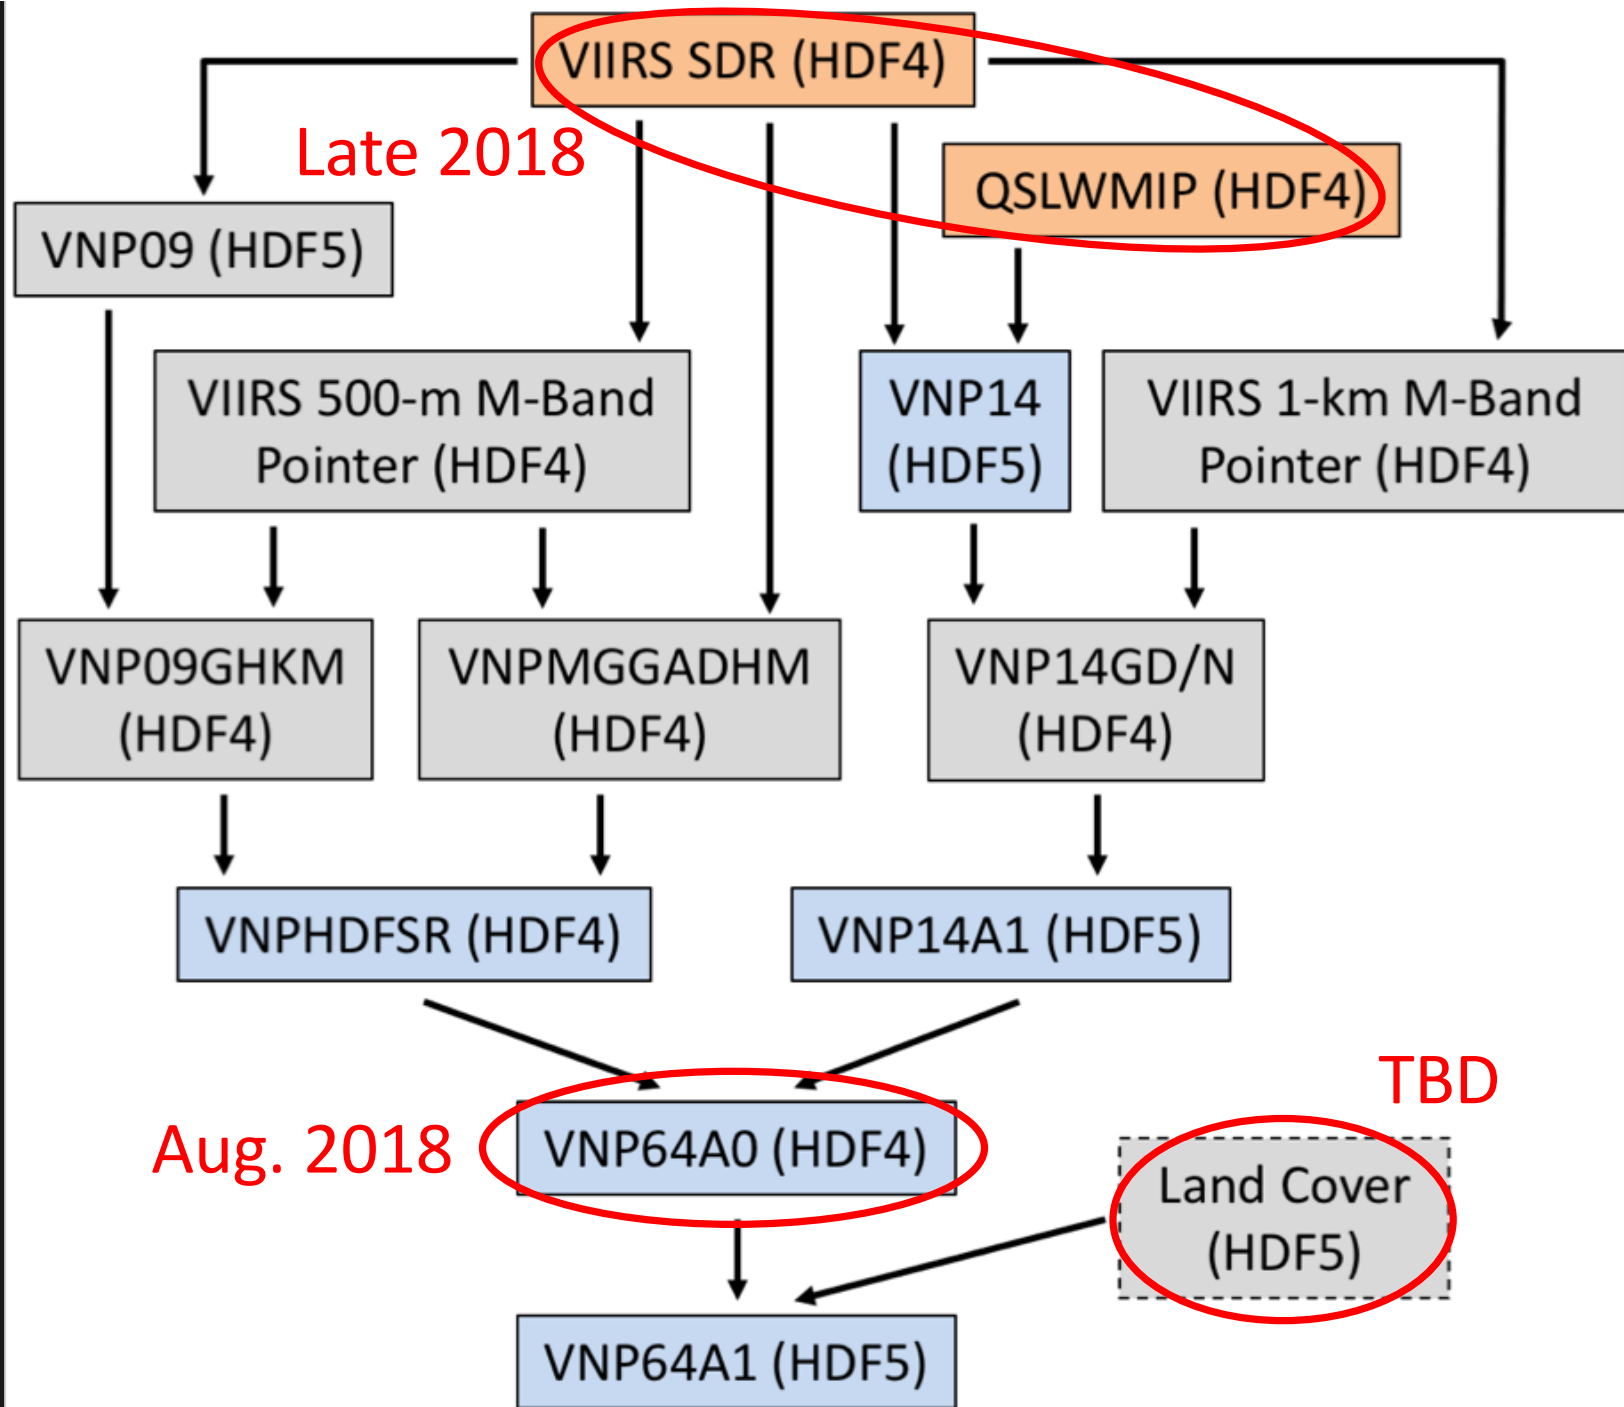 VIIRS SDR (HDF4)
Late 2018
QSLWMIP (HDF4)
VNP09 (HDF5)
VIIRS 500-m M-Band
Pointer (HDF4)
VNP14
(HDF5)
VIIRS 1-km M-Band
Pointer (HDF4)
VNP09GHKM
(HDF4)
VNPMGGADHM
(HDF4)
VNP14GD/N
(HDF4)
VNPHDFSR (HDF4)
VNP14A1 (HDF5)
TBD
Aug. 2018
VNP64A0 (HDF4)
Land Cover
(HDF5)
VNP64A1 (HDF5)